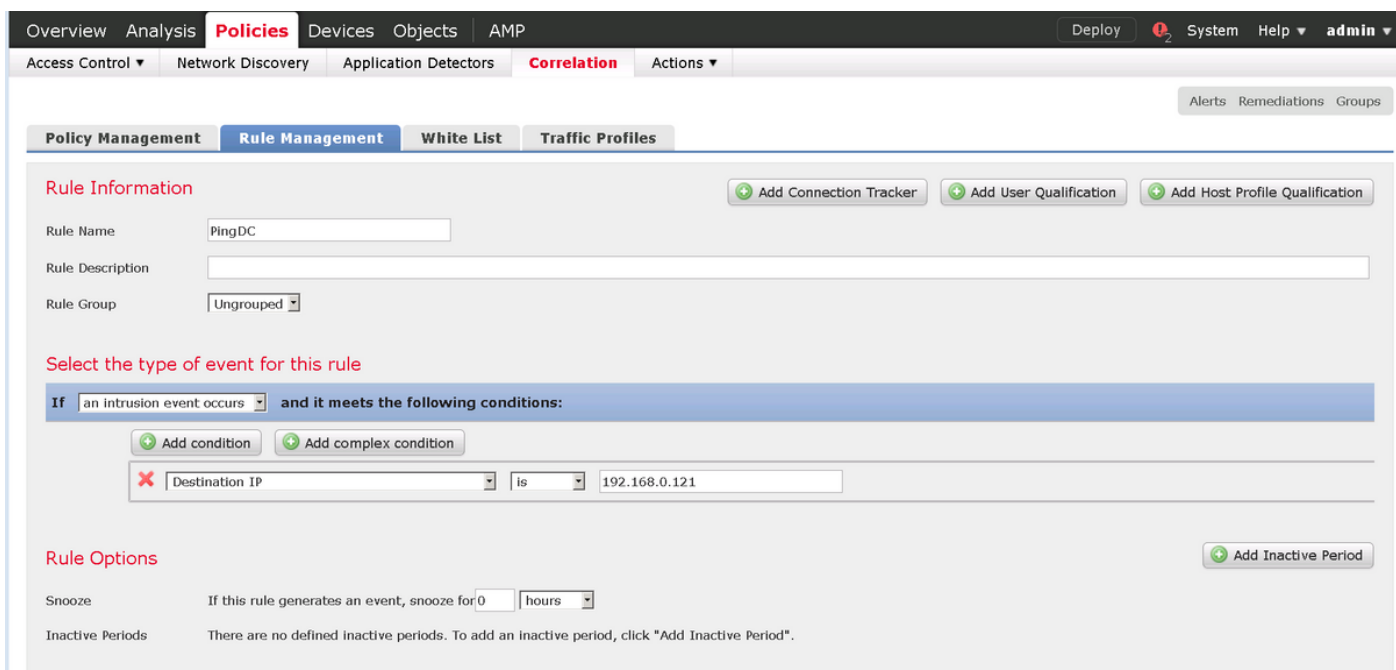 Overview Analysis Policies Devices Objects AMP Deploy 2 System Help admin
Access Control Network Discovery Application Detectors Correlation Actions
Alerts Remediations Groups
Policy Management Rule Management White List Traffic Profiles
Rule Information Add Connection Tracker Add User Qualification Add Host Profile Qualification
Rule Name PingDC
Rule Description
Rule Group Ungrouped
Select the type of event for this rule
If an intrusion event occurs and it meets the following conditions:
Add condition Add complex condition
Destination IP is 192.168.0.121
Rule Options Add Inactive Period
Snooze If this rule generates an event, snooze for 0 hours
Inactive Periods There are no defined inactive periods. To add an inactive period, click "Add Inactive Period".